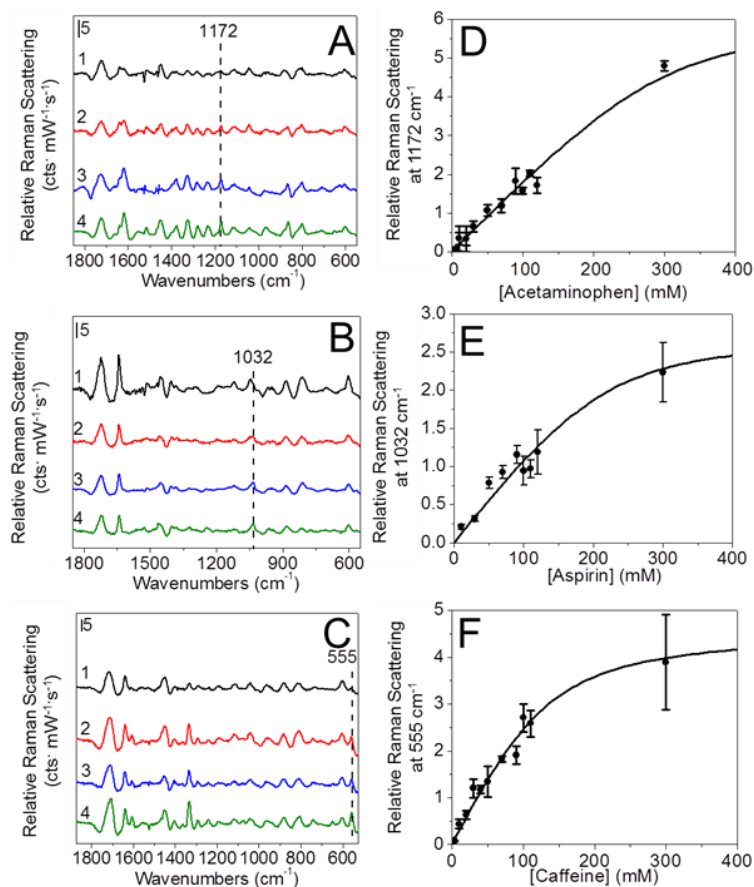 |5
A
1172
1
2
3
4
1800 1600 1400 1200 1000 800 600
Wavenumbers (cm-1)
Relative Raman Scattering
(cts· mW-1·s-1)
D
6
5
4
3
2
1
0
0 100 200 300 400
[Acetaminophen] (mM)
Relative Raman Scattering
at 1172 cm-1
|5
B
1032
1
2
3
4
1800 1500 1200 900 600
Wavenumbers (cm-1)
Relative Raman Scattering
(cts· mW-1·s-1)
E
3.0
2.5
2.0
1.5
1.0
0.5
0.0
0 100 200 300 400
[Aspirin] (mM)
Relative Raman Scattering
at 1032 cm-1
|5
C
555
1
2
3
4
1800 1600 1400 1200 1000 800 600
Wavenumbers (cm-1)
Relative Raman Scattering
(cts· mW-1·s-1)
F
5
4
3
2
1
0
0 100 200 300 400
[Caffeine] (mM)
Relative Raman Scattering
at 555 cm-1